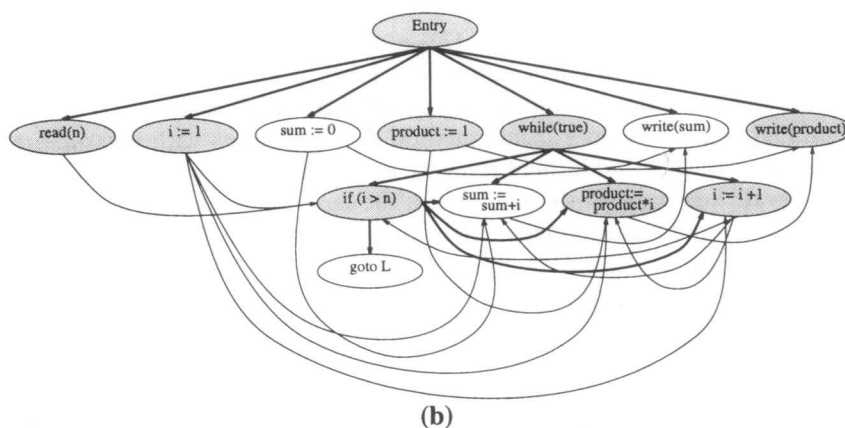 Entry
read(n)
i := 1
sum := 0
product := 1
while(true)
write(sum)
write(product)
if (i > n)
sum :=
sum+i
product:=
product*i
i := i +1
goto L
(b)